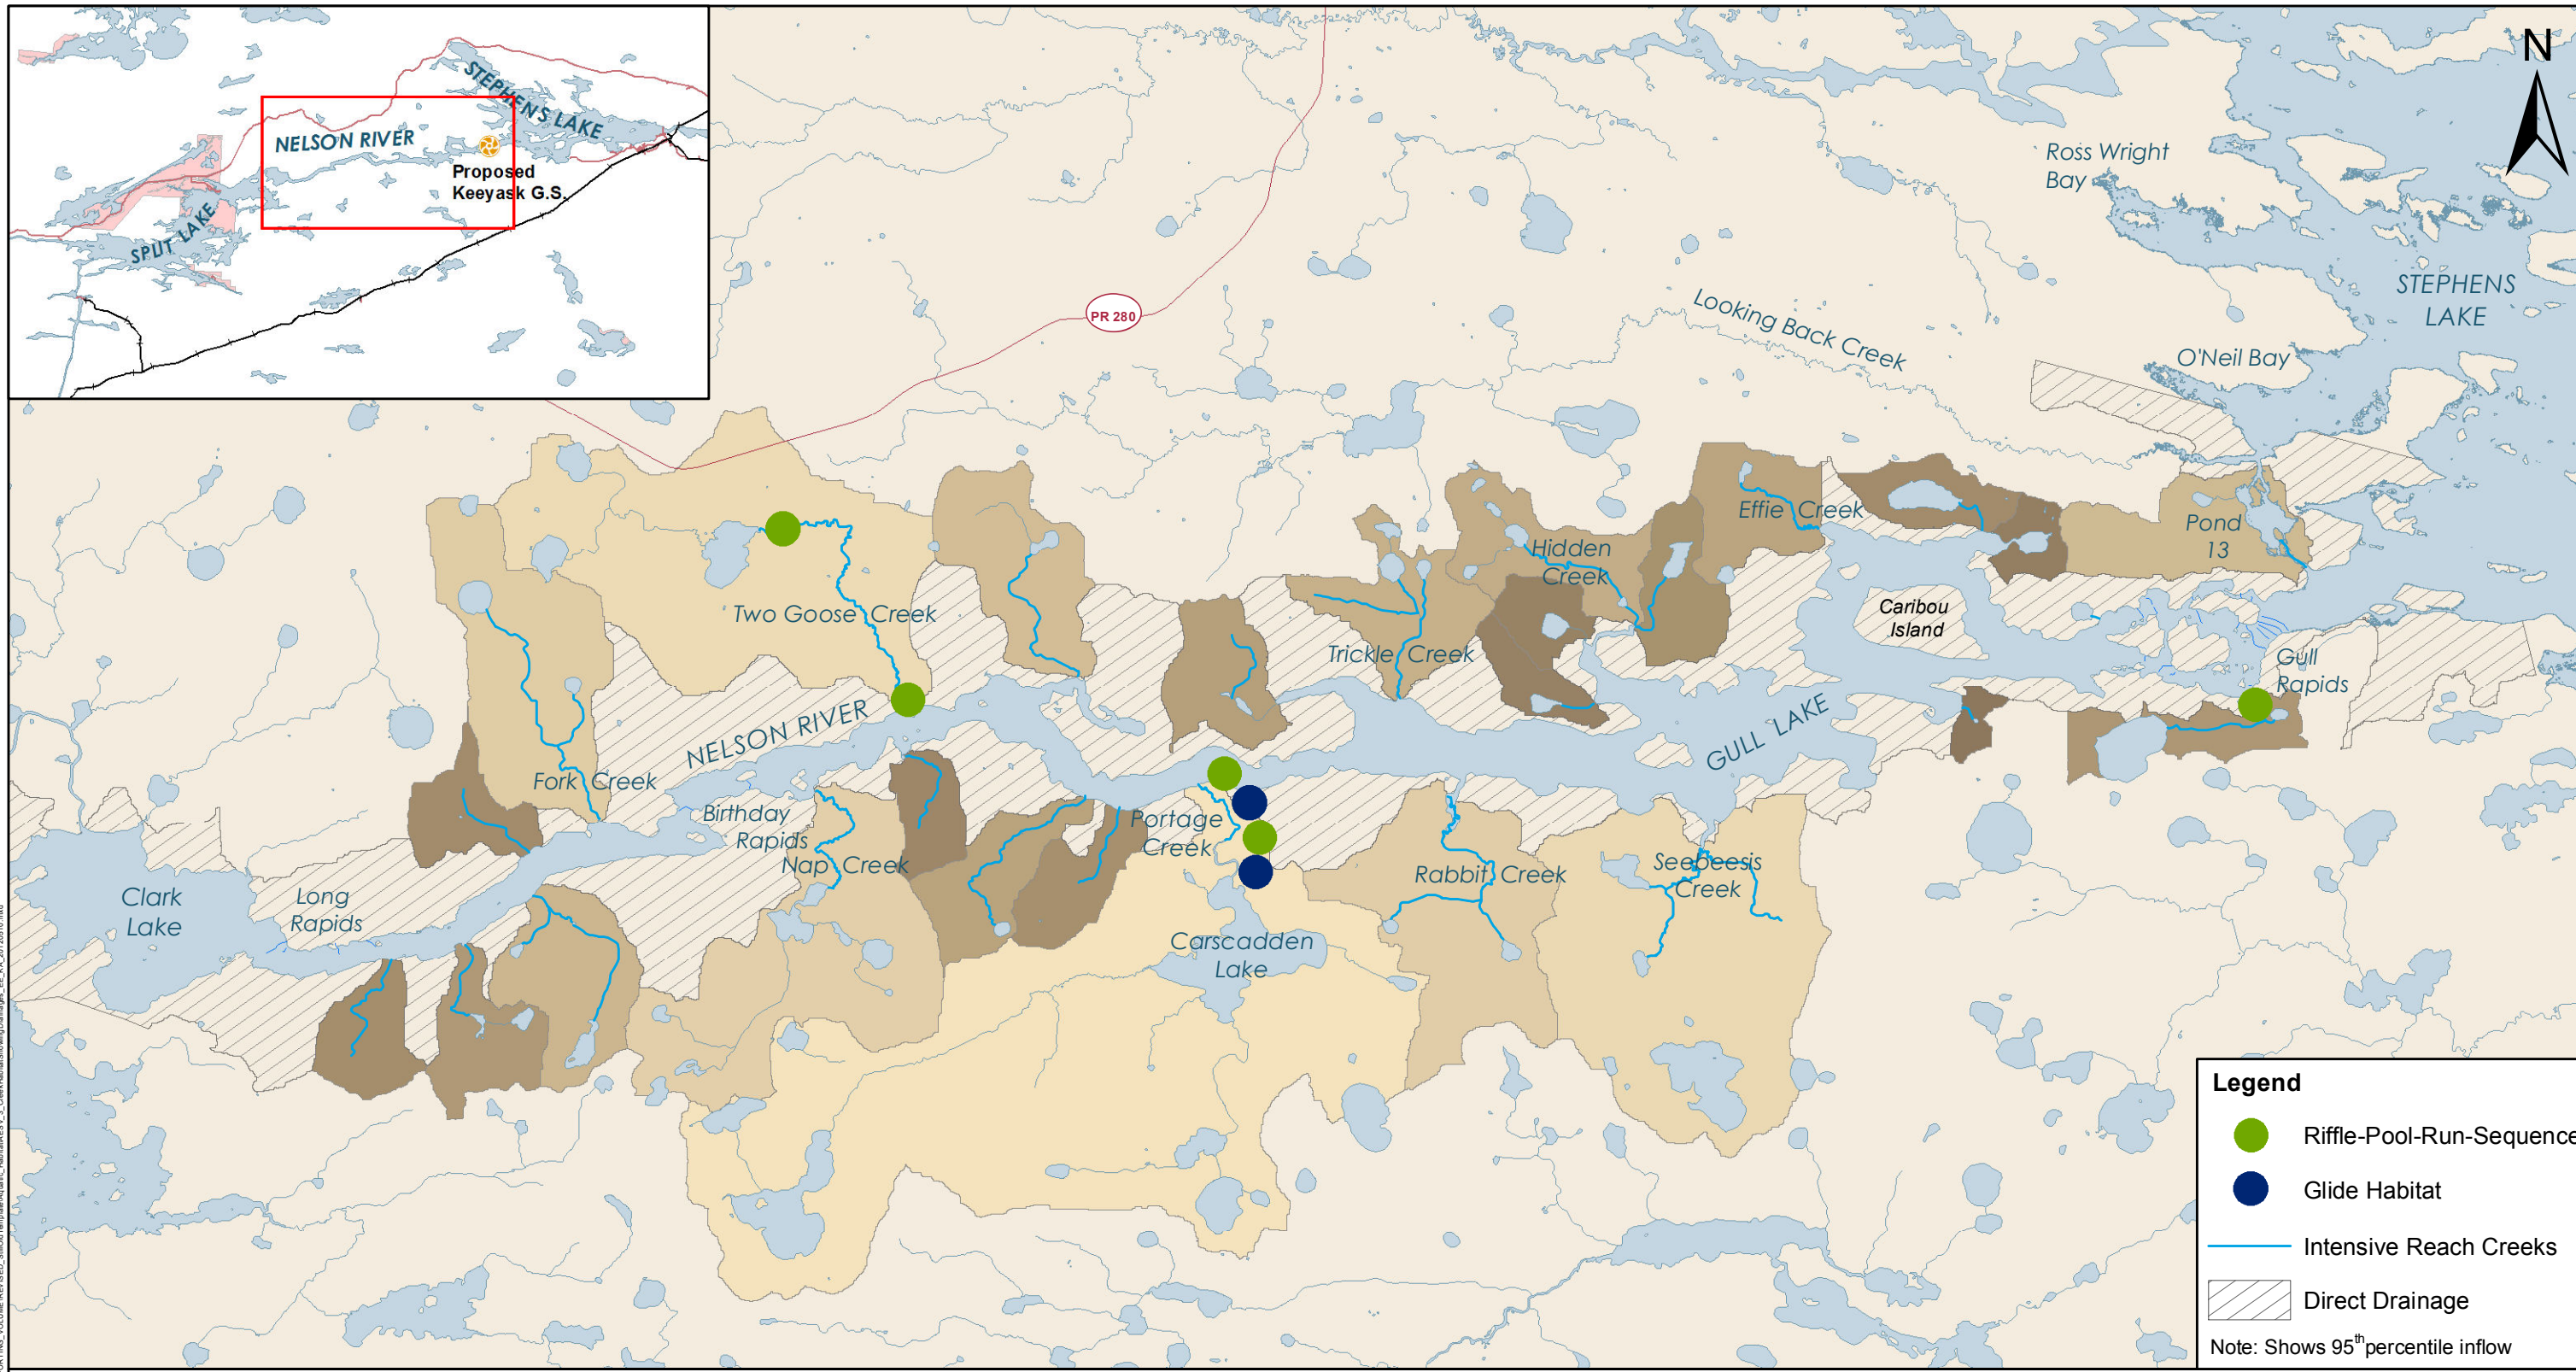 STEPHENS LAKE
NELSON RIVER
Proposed
Keeyask G.S.
SPLIT LAKE
N
PR 280
Ross Wright
Bay
STEPHENS
LAKE
Looking Back Creek
O'Neil Bay
Effie Creek
Pond
13
Hidden
Creek
Two Goose Creek
Caribou
Island
Trickle Creek
Gull
Rapids
NELSON RIVER
GULL LAKE
Fork Creek
Birthday
Rapids
Portage
Creek
Nap Creek
Rabbit Creek
Seebeesis
Creek
Clark
Lake
Long
Rapids
Carscadden
Lake
Legend
Riffle-Pool-Run-Sequence
Glide Habitat
Intensive Reach Creeks
Direct Drainage
Note: Shows 95th percentile inflow